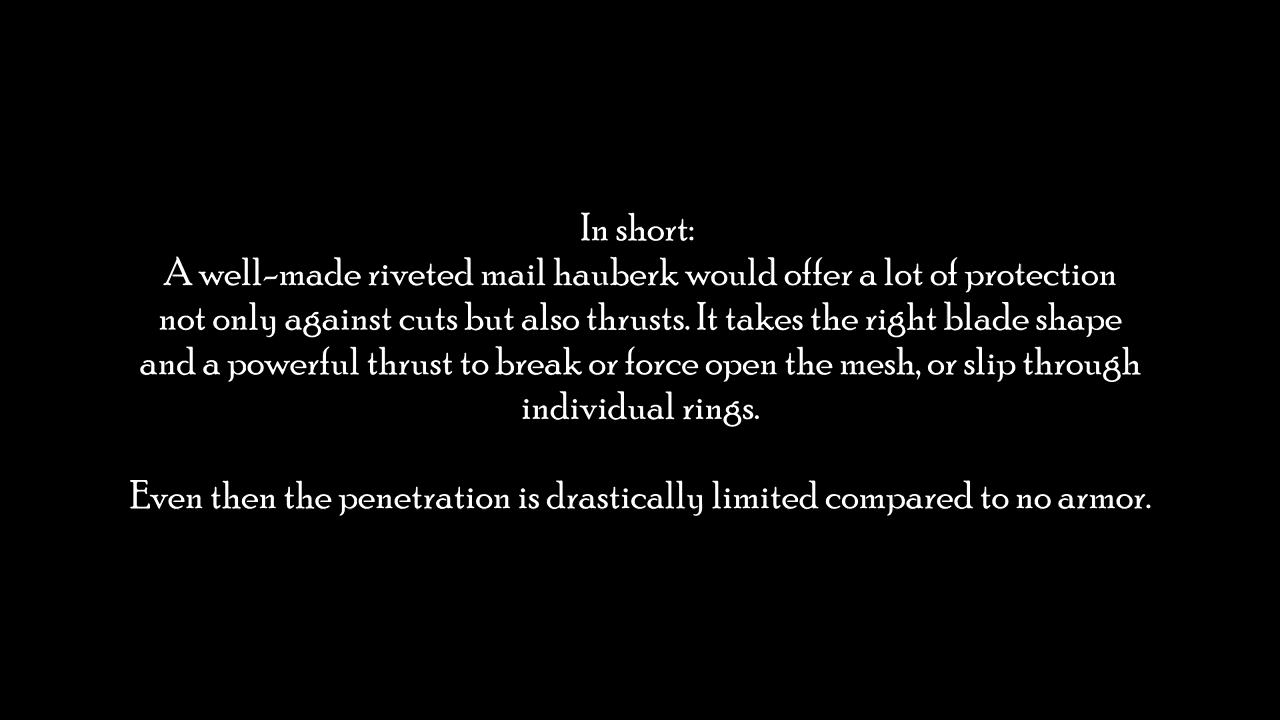 In short:
A well-made riveted mail hauberk would offer a lot of protection
not only against cuts but also thrusts. It takes the right blade shape
and a powerful thrust to break or force open the mesh, or slip through
individual rings.
Even then the penetration is drastically limited compared to no armor.